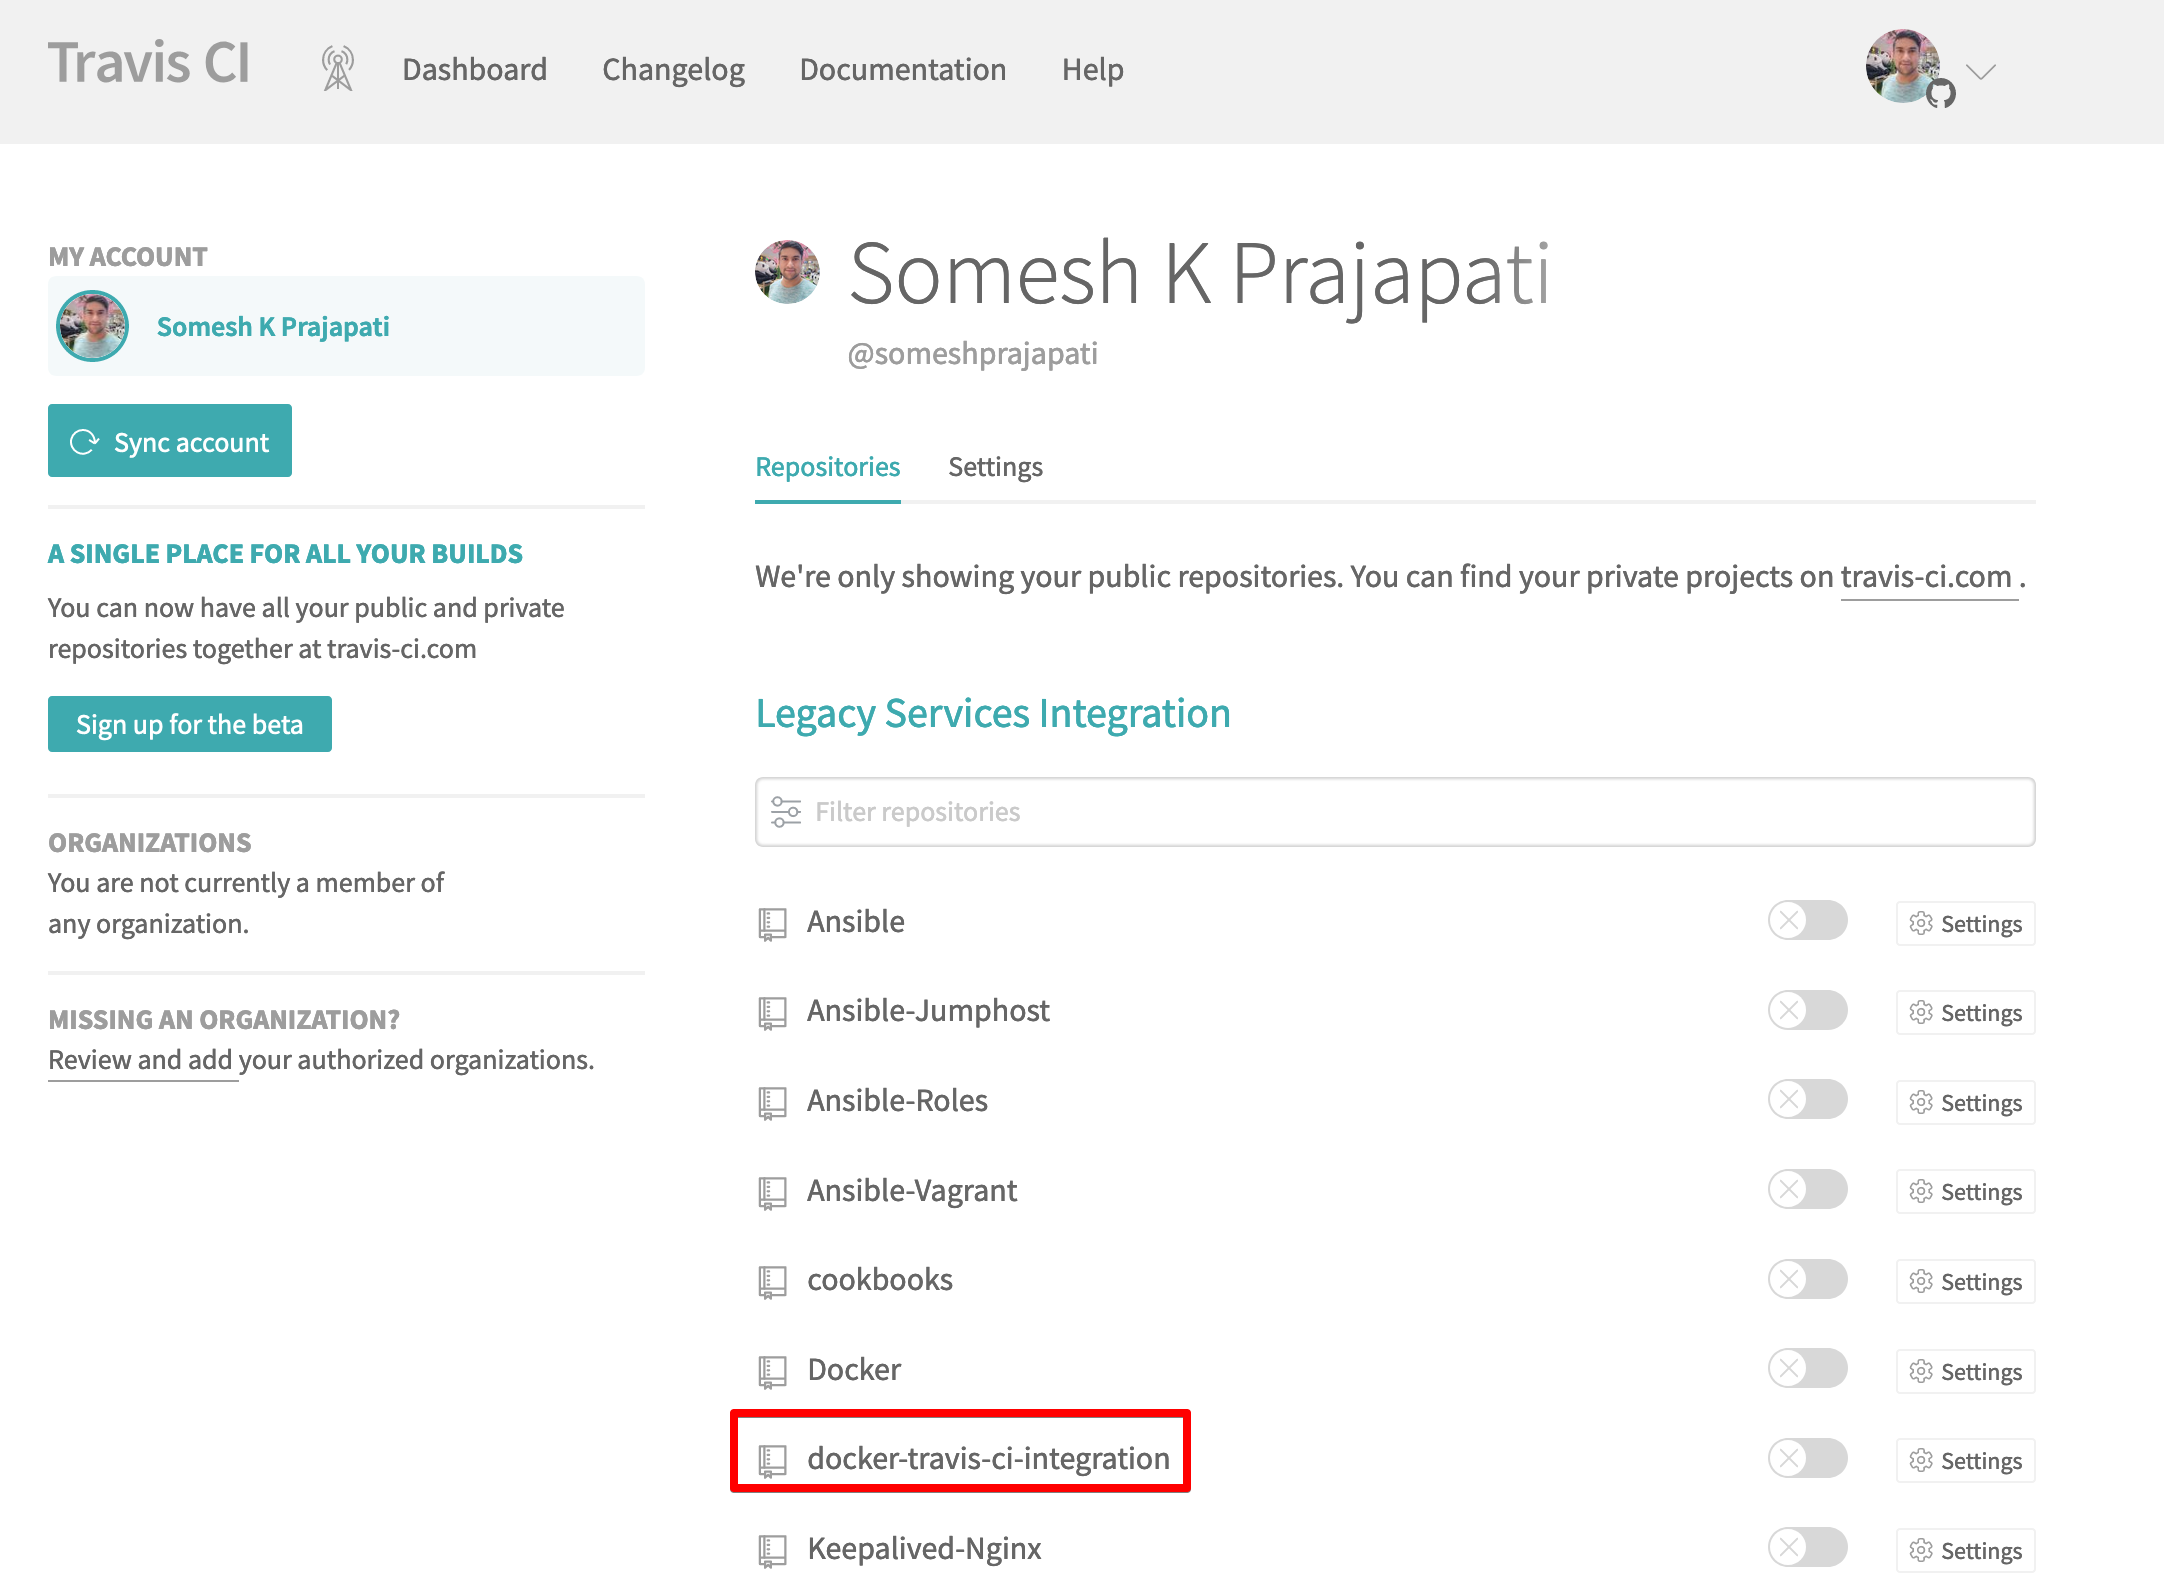 Travis CI
Dashboard
Changelog
Documentation
Help
MY ACCOUNT
Somesh K Prajapati
Sync account
A SINGLE PLACE FOR ALL YOUR BUILDS
You can now have all your public and private
repositories together at travis-ci.com
Sign up for the beta
ORGANIZATIONS
You are not currently a member of
any organization.
MISSING AN ORGANIZATION?
Review and add your authorized organizations.
Somesh K Prajapati
@someshprajapati
Repositories
Settings
We're only showing your public repositories. You can find your private projects on travis-ci.com .
Legacy Services Integration
Filter repositories
Ansible
Settings
Ansible-Jumphost
Settings
Ansible-Roles
Settings
Ansible-Vagrant
Settings
cookbooks
Settings
Docker
Settings
docker-travis-ci-integration
Settings
Keepalived-Nginx
Settings